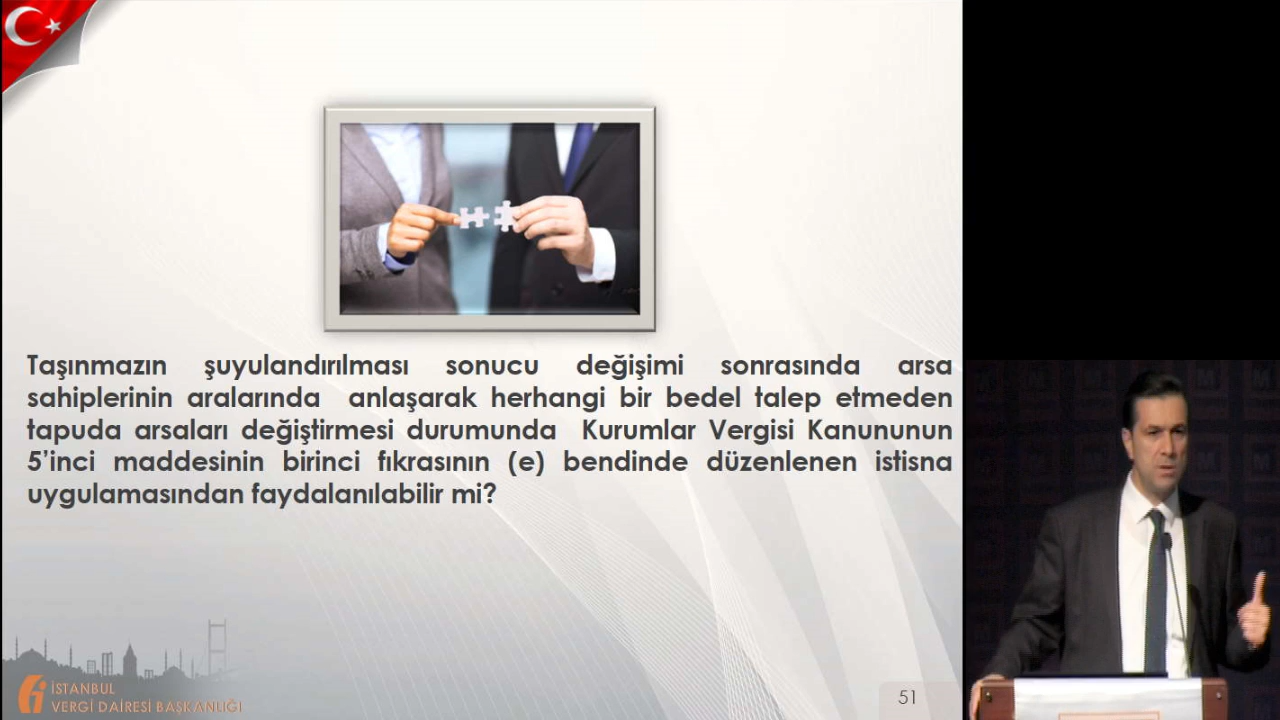 Taşınmazın şuyulandırılması sonucu değişimi sonrasında arsa
sahiplerinin aralarında anlaşarak herhangi bir bedel talep etmeden
tapuda arsaları değiştirmesi durumunda Kurumlar Vergisi Kanununun
5’inci maddesinin birinci fıkrasının (e) bendinde düzenlenen istisna
uygulamasından faydalanılabilir mi?
İSTANBUL
VERGİ DAİRESİ BAŞKANLIĞI
51